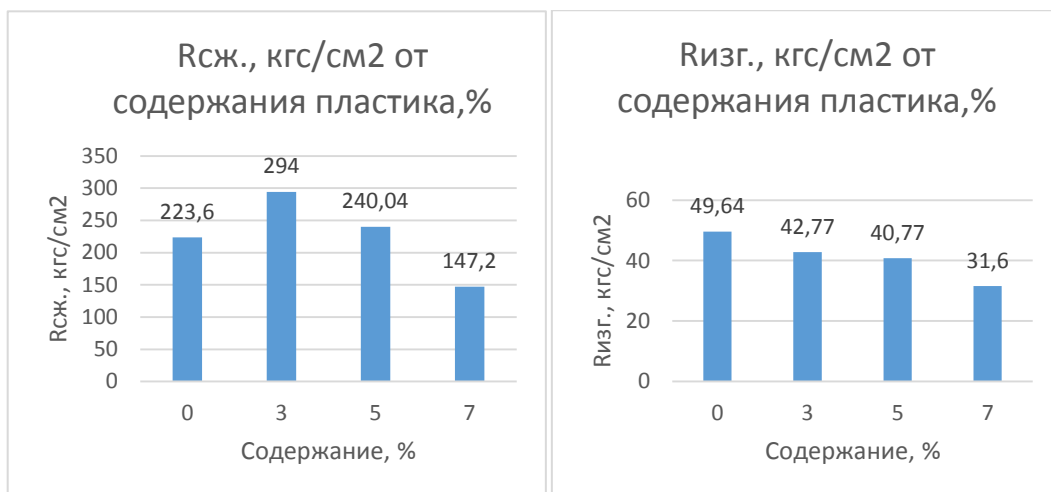 Rсж., кгс/см2 от
содержания пластика,%
Rсж., кгс/см2
350
300
250
200
150
100
50
0
223,6
294
240,04
147,2
0 3 5 7
Содержание, %
Rизг., кгс/см2 от
содержания пластика,%
Rизг., кгс/см2
60
40
20
0
49,64
42,77
40,77
31,6
0 3 5 7
Содержание, %